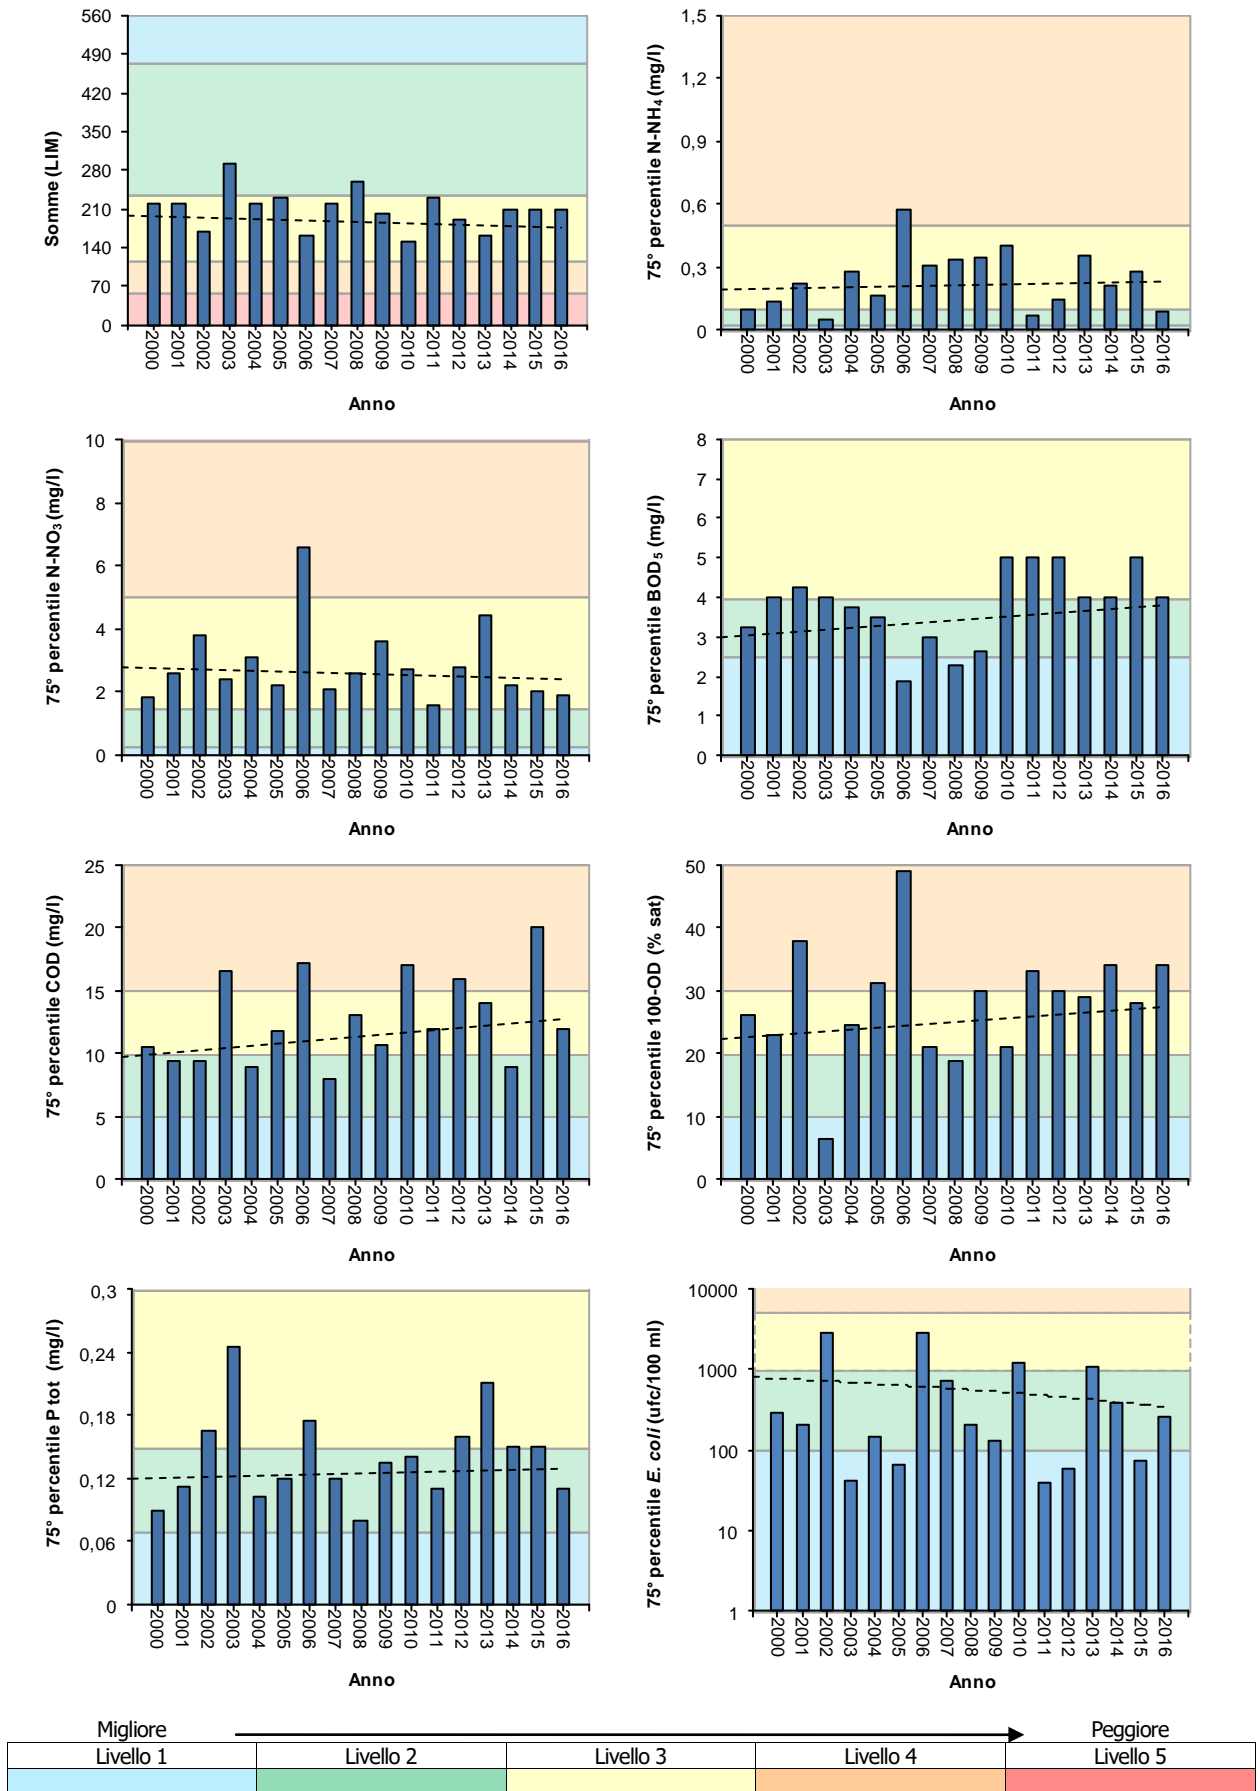 560
490
420
350
280
210
140
70
0
Somme (LIM)
2000 2001 2002 2003 2004 2005 2006 2007 2008 2009 2010 2011 2012 2013 2014 2015 2016
Anno
1,5
1,2
0,9
0,6
0,3
0
75° percentile N-NH₄ (mg/l)
2000 2001 2002 2003 2004 2005 2006 2007 2008 2009 2010 2011 2012 2013 2014 2015 2016
Anno
10
8
6
4
2
0
75° percentile N-NO₃ (mg/l)
2000 2001 2002 2003 2004 2005 2006 2007 2008 2009 2010 2011 2012 2013 2014 2015 2016
Anno
8
7
6
5
4
3
2
1
0
75° percentile BOD₅ (mg/l)
2000 2001 2002 2003 2004 2005 2006 2007 2008 2009 2010 2011 2012 2013 2014 2015 2016
Anno
25
20
15
10
5
0
75° percentile COD (mg/l)
2000 2001 2002 2003 2004 2005 2006 2007 2008 2009 2010 2011 2012 2013 2014 2015 2016
Anno
50
40
30
20
10
0
75° percentile 100-OD (% sat)
2000 2001 2002 2003 2004 2005 2006 2007 2008 2009 2010 2011 2012 2013 2014 2015 2016
Anno
0,3
0,24
0,18
0,12
0,06
0
75° percentile P tot (mg/l)
2000 2001 2002 2003 2004 2005 2006 2007 2008 2009 2010 2011 2012 2013 2014 2015 2016
Anno
10000
1000
100
10
1
75° percentile E. coli (ufc/100 ml)
2000 2001 2002 2003 2004 2005 2006 2007 2008 2009 2010 2011 2012 2013 2014 2015 2016
Anno
Migliore Peggiore
Livello 1 Livello 2 Livello 3 Livello 4 Livello 5